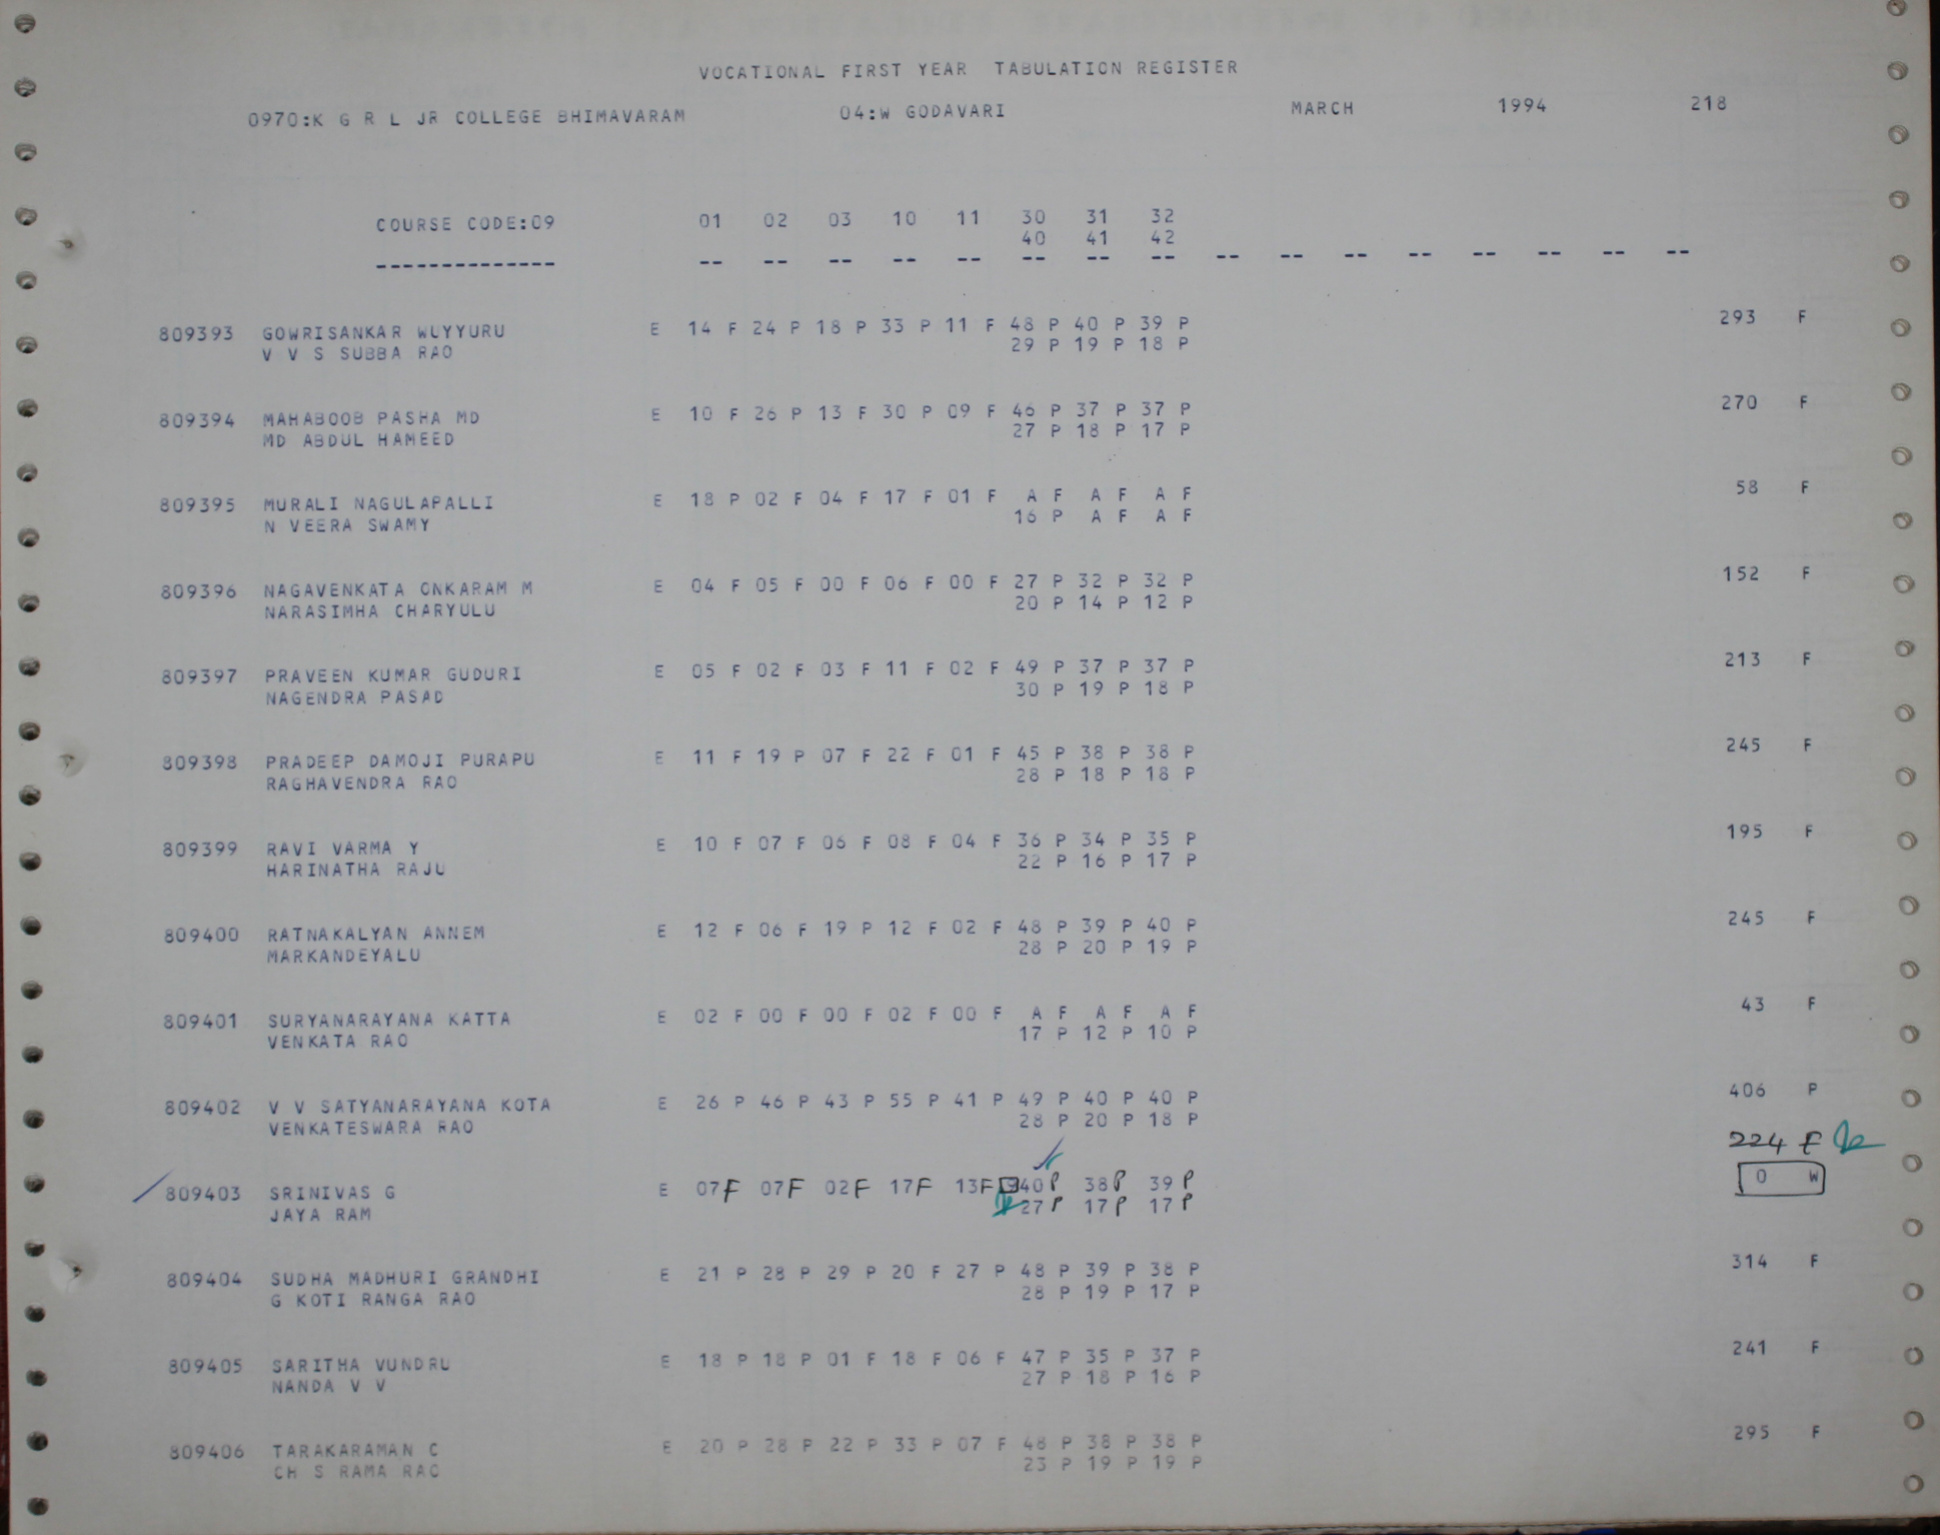 VOCATIONAL FIRST YEAR TABULATION REGISTER
0970:K G R L JR COLLEGE BHIMAVARAM 04:W GODAVARI MARCH 1994 218
COURSE CODE:09 01 02 03 10 11 30 31 32
40 41 42
-------------- -- -- -- -- -- -- -- -- -- -- -- -- -- -- -- --
809393 GOWRISANKAR WUYYURU E 14 F 24 P 18 P 33 P 11 F 48 P 40 P 39 P 293 F
V V S SUBBA RAO 29 P 19 P 18 P
809394 MAHABOOB PASHA MD E 10 F 26 P 13 F 30 P 09 F 46 P 37 P 37 P 270 F
MD ABDUL HAMEED 27 P 18 P 17 P
809395 MURALI NAGULAPALLI E 18 P 02 F 04 F 17 F 01 F A F A F A F 58 F
N VEERA SWAMY 16 P A F A F
809396 NAGAVENKATA ONKARAM M E 04 F 05 F 00 F 06 F 00 F 27 P 32 P 32 P 152 F
NARASIMHA CHARYULU 20 P 14 P 12 P
809397 PRAVEEN KUMAR GUDURI E 05 F 02 F 03 F 11 F 02 F 49 P 37 P 37 P 213 F
NAGENDRA PASAD 30 P 19 P 18 P
809398 PRADEEP DAMOJI PURAPU E 11 F 19 P 07 F 22 F 01 F 45 P 38 P 38 P 245 F
RAGHAVENDRA RAO 28 P 18 P 18 P
809399 RAVI VARMA Y E 10 F 07 F 06 F 08 F 04 F 36 P 34 P 35 P 195 F
HARINATHA RAJU 22 P 16 P 17 P
809400 RATNAKALYAN ANNEM E 12 F 06 F 19 P 12 F 02 F 48 P 39 P 40 P 245 F
MARKANDEYALU 28 P 20 P 19 P
809401 SURYANARAYANA KATTA E 02 F 00 F 00 F 02 F 00 F A F A F A F 43 F
VENKATA RAO 17 P 12 P 10 P
809402 V V SATYANARAYANA KOTA E 26 P 46 P 43 P 55 P 41 P 49 P 40 P 40 P 406 P
VENKATESWARA RAO 28 P 20 P 18 P
224 F
809403 SRINIVAS G E 07 F 07 F 02 F 17 F 13 F 40 P 38 P 39 P 0 W
JAYA RAM 27 P 17 P 17 P
809404 SUDHA MADHURI GRANDHI E 21 P 28 P 29 P 20 F 27 P 48 P 39 P 38 P 314 F
G KOTI RANGA RAO 28 P 19 P 17 P
809405 SARITHA VUNDRU E 18 P 18 P 01 F 18 F 06 F 47 P 35 P 37 P 241 F
NANDA V V 27 P 18 P 16 P
809406 TARAKARAMAN C E 20 P 28 P 22 P 33 P 07 F 48 P 38 P 38 P 295 F
CH S RAMA RAO 23 P 19 P 19 P